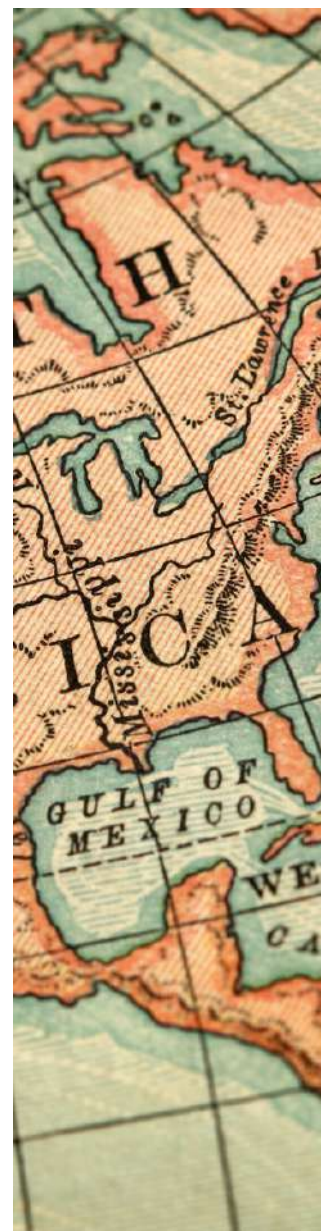 H
T
St. Lawrence
Mississippi
I C A
GULF OF
MEXICO
WE
CA